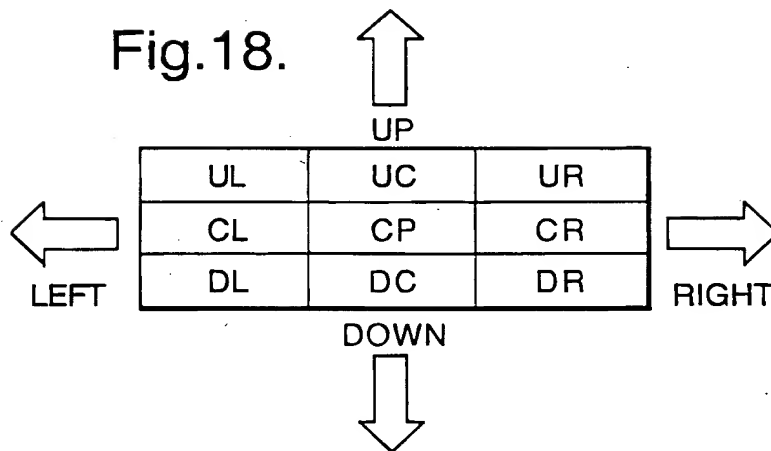 Fig.18.
UP
UL UC UR
CL CP CR
DL DC DR
LEFT RIGHT
DOWN